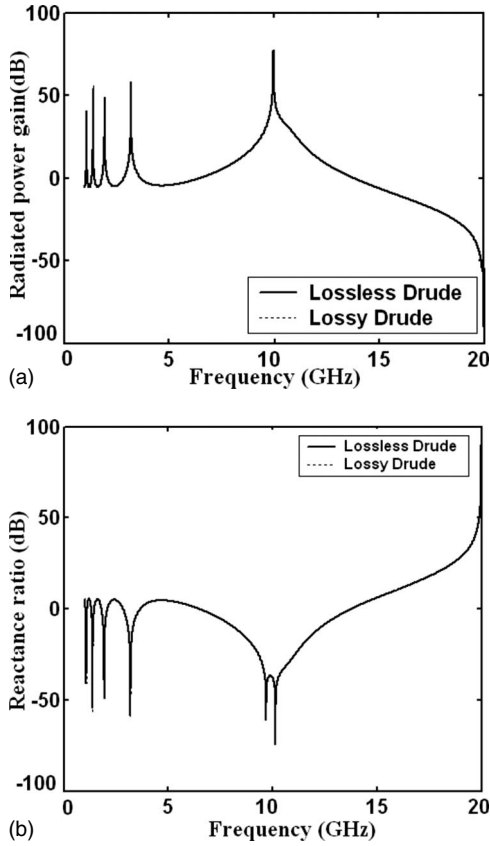 100
50
0
-50
-100
Radiated power gain(dB)
Lossless Drude
Lossy Drude
0
5
10
15
20
(a)
Frequency (GHz)
100
50
0
-50
-100
Reactance ratio (dB)
Lossless Drude
Lossy Drude
0
5
10
15
20
(b)
Frequency (GHz)